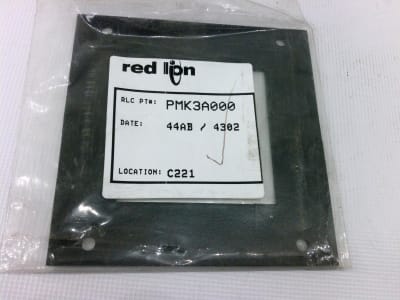 red lion
RLC PT#: PMK3A000
DATE: 44AB / 4302
LOCATION: C221